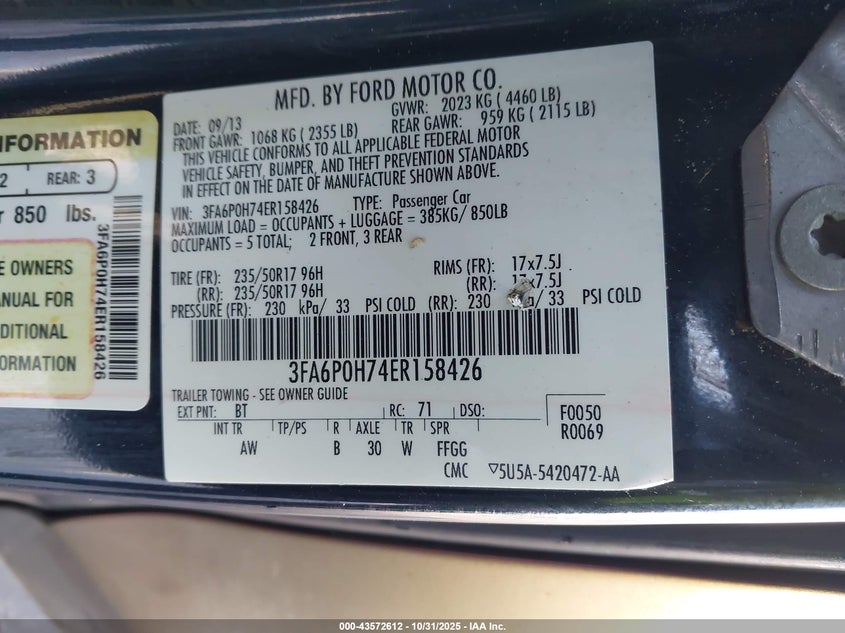 MFD. BY FORD MOTOR CO.
DATE: 09/13 GVWR: 2023 KG ( 4460 LB)
FRONT GAWR: 1068 KG ( 2355 LB) REAR GAWR: 959 KG ( 2115 LB)
THIS VEHICLE CONFORMS TO ALL APPLICABLE FEDERAL MOTOR
VEHICLE SAFETY, BUMPER, AND THEFT PREVENTION STANDARDS
IN EFFECT ON THE DATE OF MANUFACTURE SHOWN ABOVE.
VIN: 3FA6P0H74ER158426 TYPE: Passenger Car
MAXIMUM LOAD = OCCUPANTS + LUGGAGE = 385KG/ 850LB
OCCUPANTS = 5 TOTAL; 2 FRONT, 3 REAR
TIRE (FR): 235/50R17 96H RIMS (FR): 17x7.5J
(RR): 235/50R17 96H (RR): 17x7.5J
PRESSURE (FR): 230 kPa/ 33 PSI COLD (RR): 230 /33 PSI COLD
3FA6P0H74ER158426
TRAILER TOWING - SEE OWNER GUIDE
EXT PNT: BT RC: 71 DSO: F0050
R0069
INT TR TP/PS R AXLE TR SPR
AW B 30 W FFGG
CMC ▽5U5A-5420472-AA
INFORMATION
2 REAR: 3
850 lbs.
OWNERS
MANUAL FOR
INFORMATION
3FA6P0H74ER158426
000-43572612 - 10/31/2025 - IAA Inc.